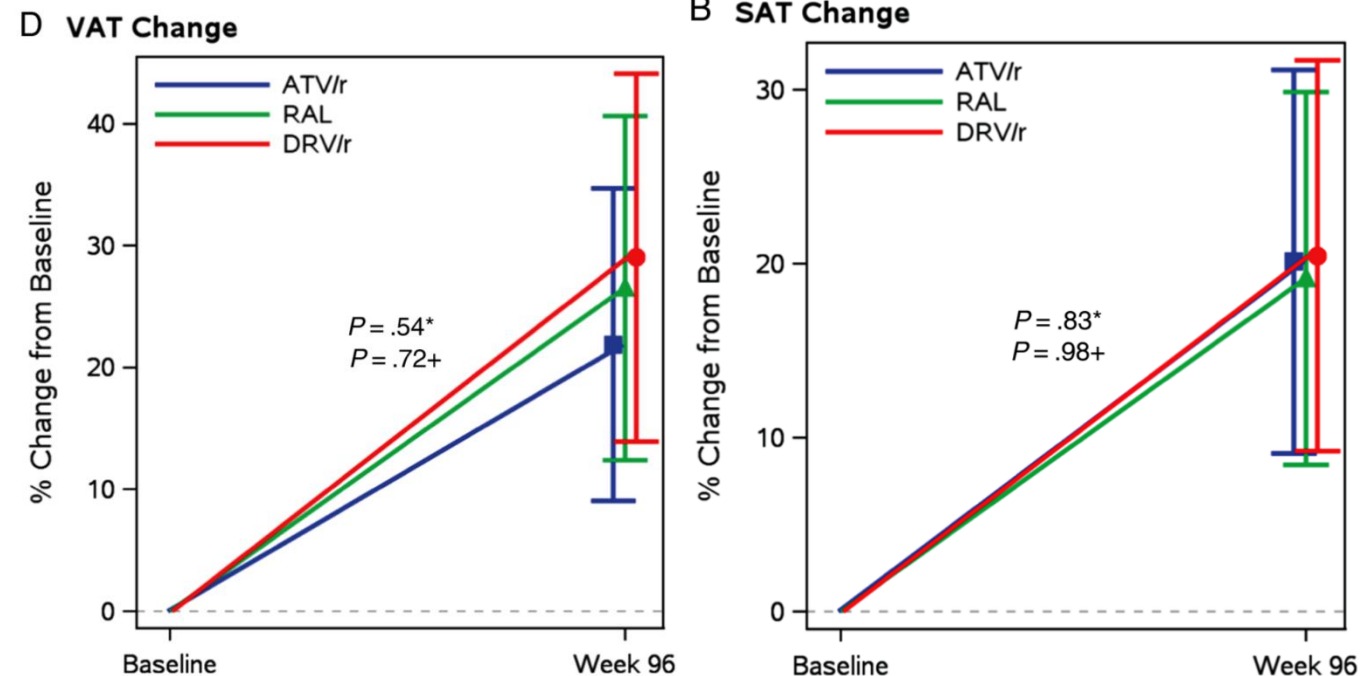 D VAT Change
ATV/r
RAL
DRV/r
40
30
20
10
0
% Change from Baseline
P = .54*
P = .72+
Baseline
Week 96
B SAT Change
ATV/r
RAL
DRV/r
30
20
10
0
% Change from Baseline
P = .83*
P = .98+
Baseline
Week 96